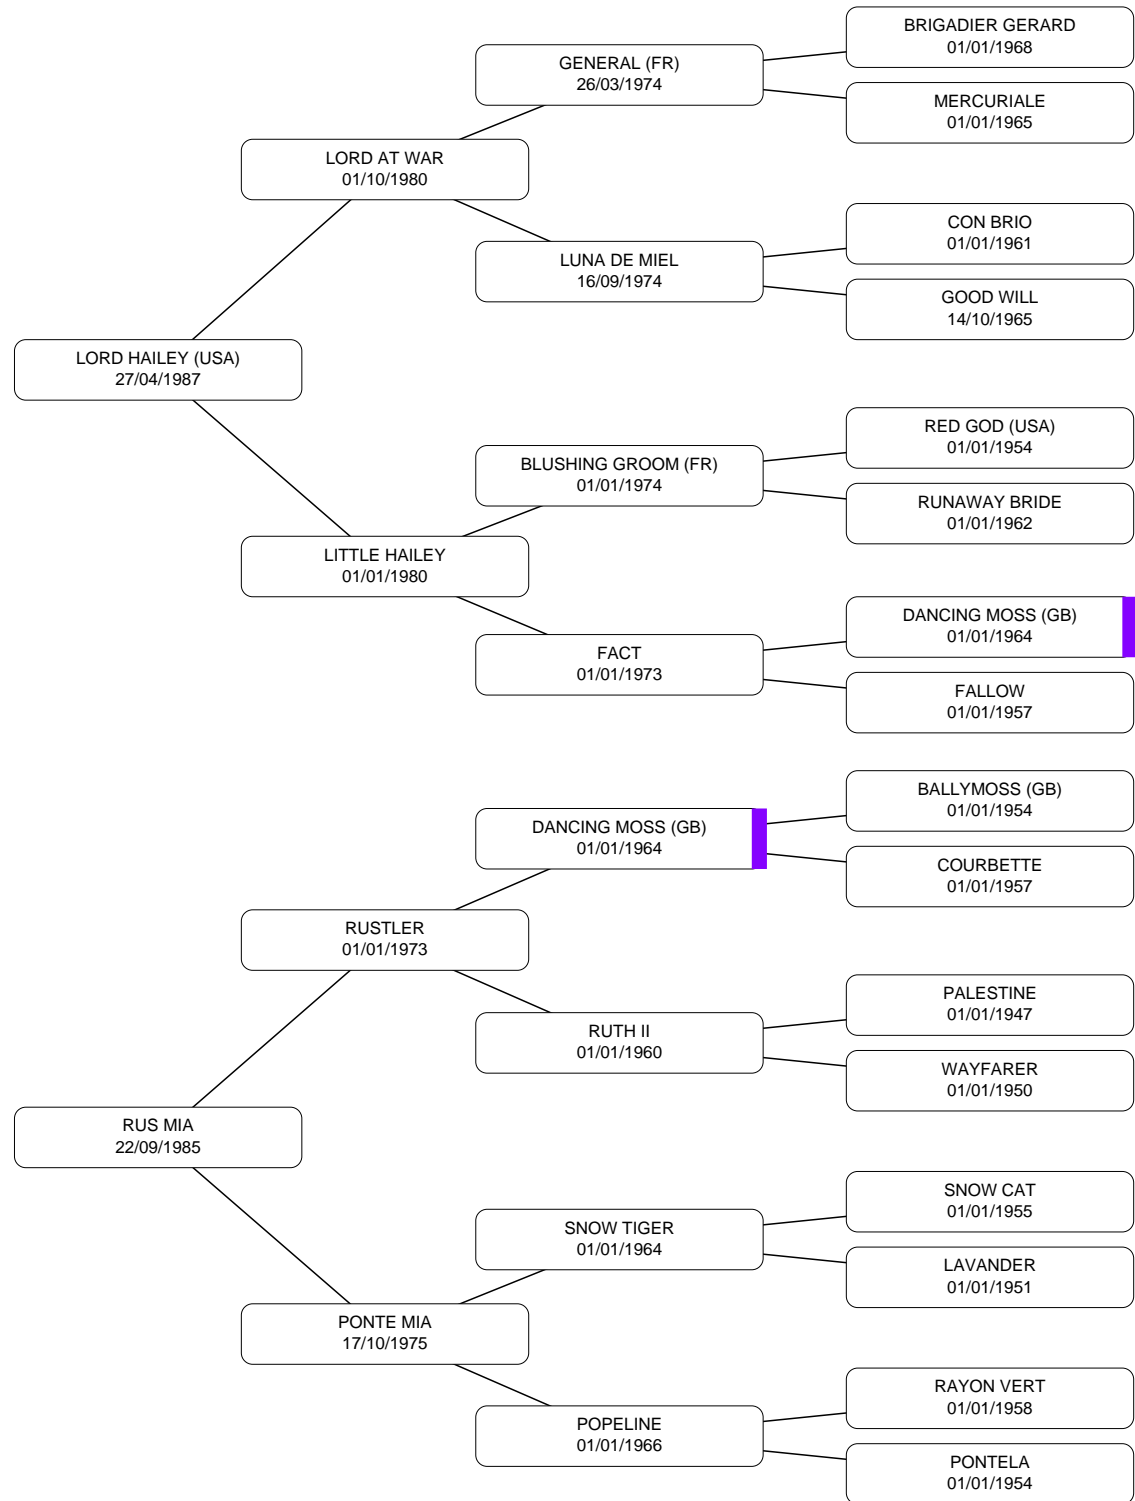 BRIGADIER GERARD
01/01/1968
GENERAL (FR)
26/03/1974
MERCURIALE
01/01/1965
LORD AT WAR
01/10/1980
CON BRIO
01/01/1961
LUNA DE MIEL
16/09/1974
GOOD WILL
14/10/1965
LORD HAILEY (USA)
27/04/1987
RED GOD (USA)
01/01/1954
BLUSHING GROOM (FR)
01/01/1974
RUNAWAY BRIDE
01/01/1962
LITTLE HAILEY
01/01/1980
DANCING MOSS (GB)
01/01/1964
FACT
01/01/1973
FALLOW
01/01/1957
BALLYMOSS (GB)
01/01/1954
DANCING MOSS (GB)
01/01/1964
COURBETTE
01/01/1957
RUSTLER
01/01/1973
PALESTINE
01/01/1947
RUTH II
01/01/1960
WAYFARER
01/01/1950
RUS MIA
22/09/1985
SNOW CAT
01/01/1955
SNOW TIGER
01/01/1964
LAVANDER
01/01/1951
PONTE MIA
17/10/1975
RAYON VERT
01/01/1958
POPELINE
01/01/1966
PONTELA
01/01/1954